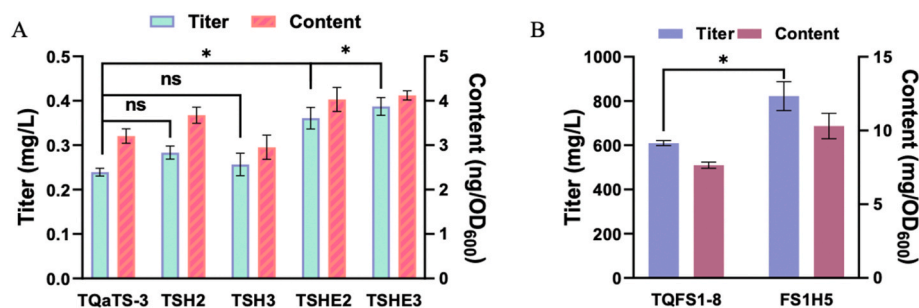 A
Titer Content
Titer (mg/L)
0.5
0.4
0.3
0.2
0.1
0.0
ns
ns
*
*
5
4
3
2
1
0
Content (ng/OD600)
TQaTS-3 TSH2 TSH3 TSHE2 TSHE3
B
Titer Content
Titer (mg/L)
1000
800
600
400
200
0
*
15
10
5
0
Content (ng/OD600)
TQFS1-8 FS1H5